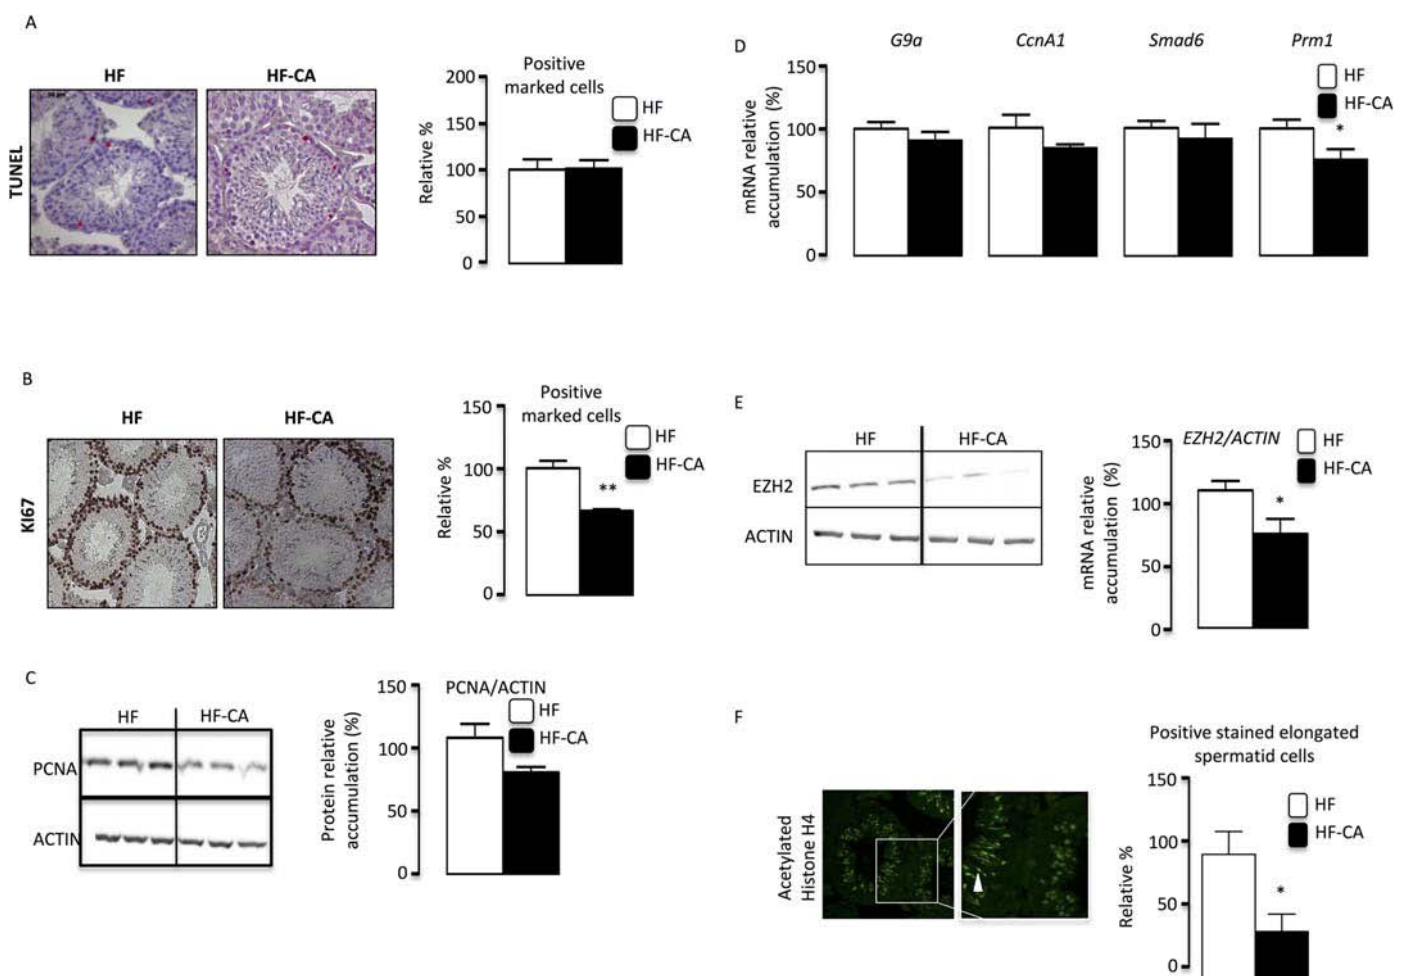 A
HF
HF-CA
TUNEL
Positive
marked cells
HF
HF-CA
Relative %
200
150
100
50
0
B
HF
HF-CA
KI67
Positive
marked cells
HF
HF-CA
Relative %
150
100
50
0
C
HF
HF-CA
PCNA
ACTIN
PCNA/ACTIN
HF
HF-CA
Protein relative
accumulation (%)
150
100
50
0
**
D
G9a
CcnA1
Smad6
Prm1
HF
HF-CA
*
mRNA relative
accumulation (%)
150
100
50
0
E
HF
HF-CA
EZH2
ACTIN
EZH2/ACTIN
HF
HF-CA
*
mRNA relative
accumulation (%)
150
100
50
0
F
Acetylated
Histone H4
Positive stained elongated
spermatid cells
HF
HF-CA
*
Relative %
150
100
50
0